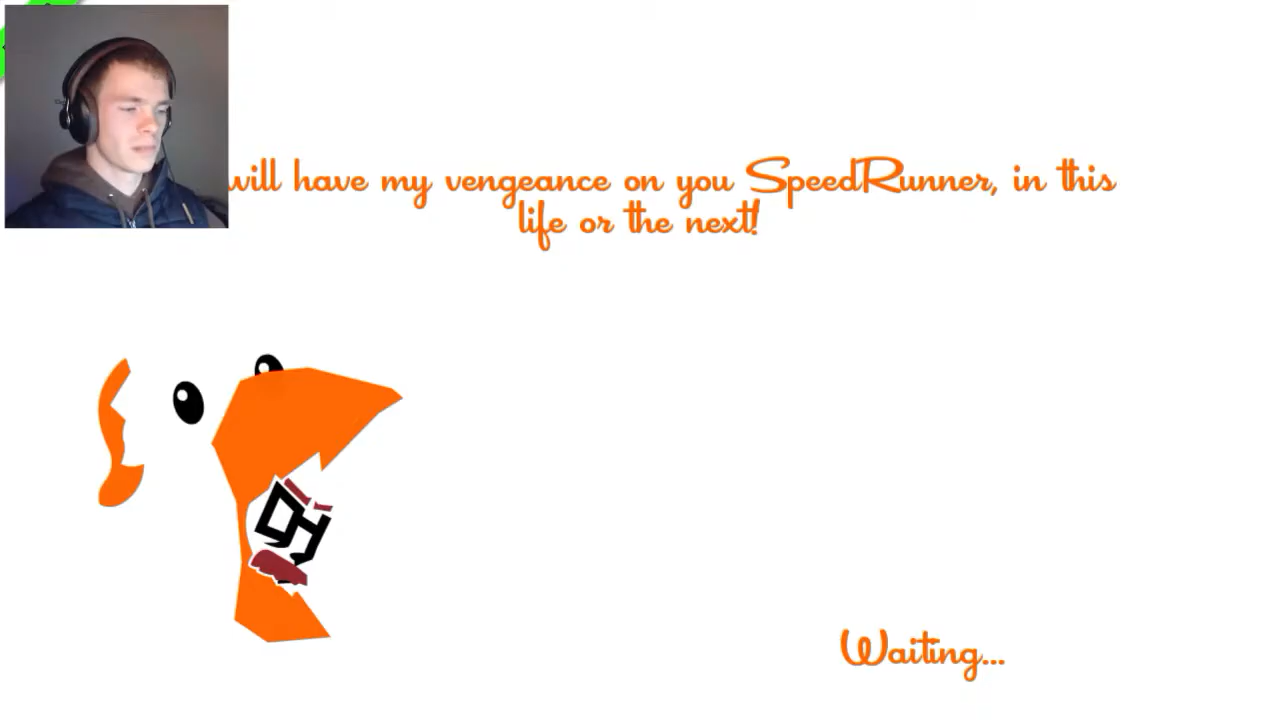 will have my vengeance on you SpeedRunner, in this
life or the next!
Waiting...